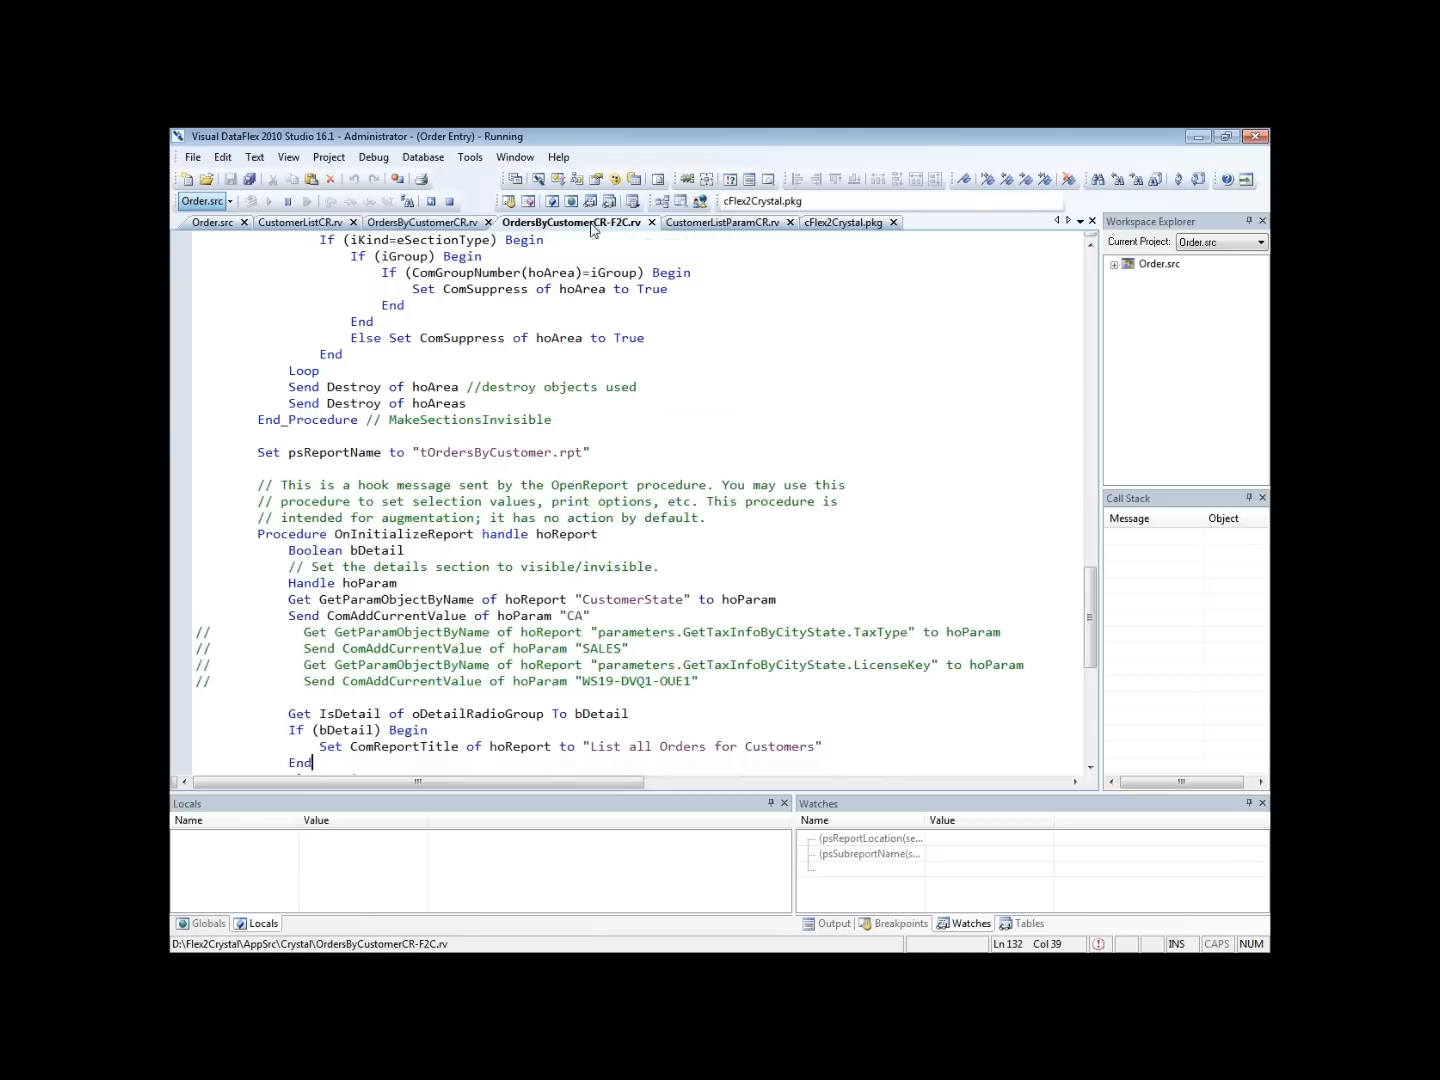 Visual DataFlex 2010 Studio 16.1 - Administrator - (Order Entry) - Running
File Edit Text View Project Debug Database Tools Window Help
Order.src cFlex2Crystal.pkg
Order.src CustomerListCR.rv OrdersByCustomerCR.rv OrdersByCustomerCR-F2C.rv CustomerListParamCR.rv cFlex2Crystal.pkg
If (iKind=eSectionType) Begin
If (iGroup) Begin
If (ComGroupNumber(hoArea)=iGroup) Begin
Set ComSuppress of hoArea to True
End
End
Else Set ComSuppress of hoArea to True
End
Loop
Send Destroy of hoArea //destroy objects used
Send Destroy of hoAreas
End_Procedure // MakeSectionsInvisible
Set psReportName to "tOrdersByCustomer.rpt"
// This is a hook message sent by the OpenReport procedure. You may use this
// procedure to set selection values, print options, etc. This procedure is
// intended for augmentation; it has no action by default.
Procedure OnInitializeReport handle hoReport
Boolean bDetail
// Set the details section to visible/invisible.
Handle hoParam
Get GetParamObjectByName of hoReport "CustomerState" to hoParam
Send ComAddCurrentValue of hoParam "CA"
// Get GetParamObjectByName of hoReport "parameters.GetTaxInfoByCityState.TaxType" to hoParam
// Send ComAddCurrentValue of hoParam "SALES"
// Get GetParamObjectByName of hoReport "parameters.GetTaxInfoByCityState.LicenseKey" to hoParam
// Send ComAddCurrentValue of hoParam "WS19-DVQ1-OUE1"
Get IsDetail of oDetailRadioGroup To bDetail
If (bDetail) Begin
Set ComReportTitle of hoReport to "List all Orders for Customers"
End
Workspace Explorer
Current Project: Order.src
Order.src
Call Stack
Message Object
Locals
Name Value
Globals Locals
Watches
Name Value
(psReportLocation(se...
(psSubreportName(s...
Output Breakpoints Watches Tables
D:\Flex2Crystal\AppSrc\Crystal\OrdersByCustomerCR-F2C.rv Ln 132 Col 39 INS CAPS NUM